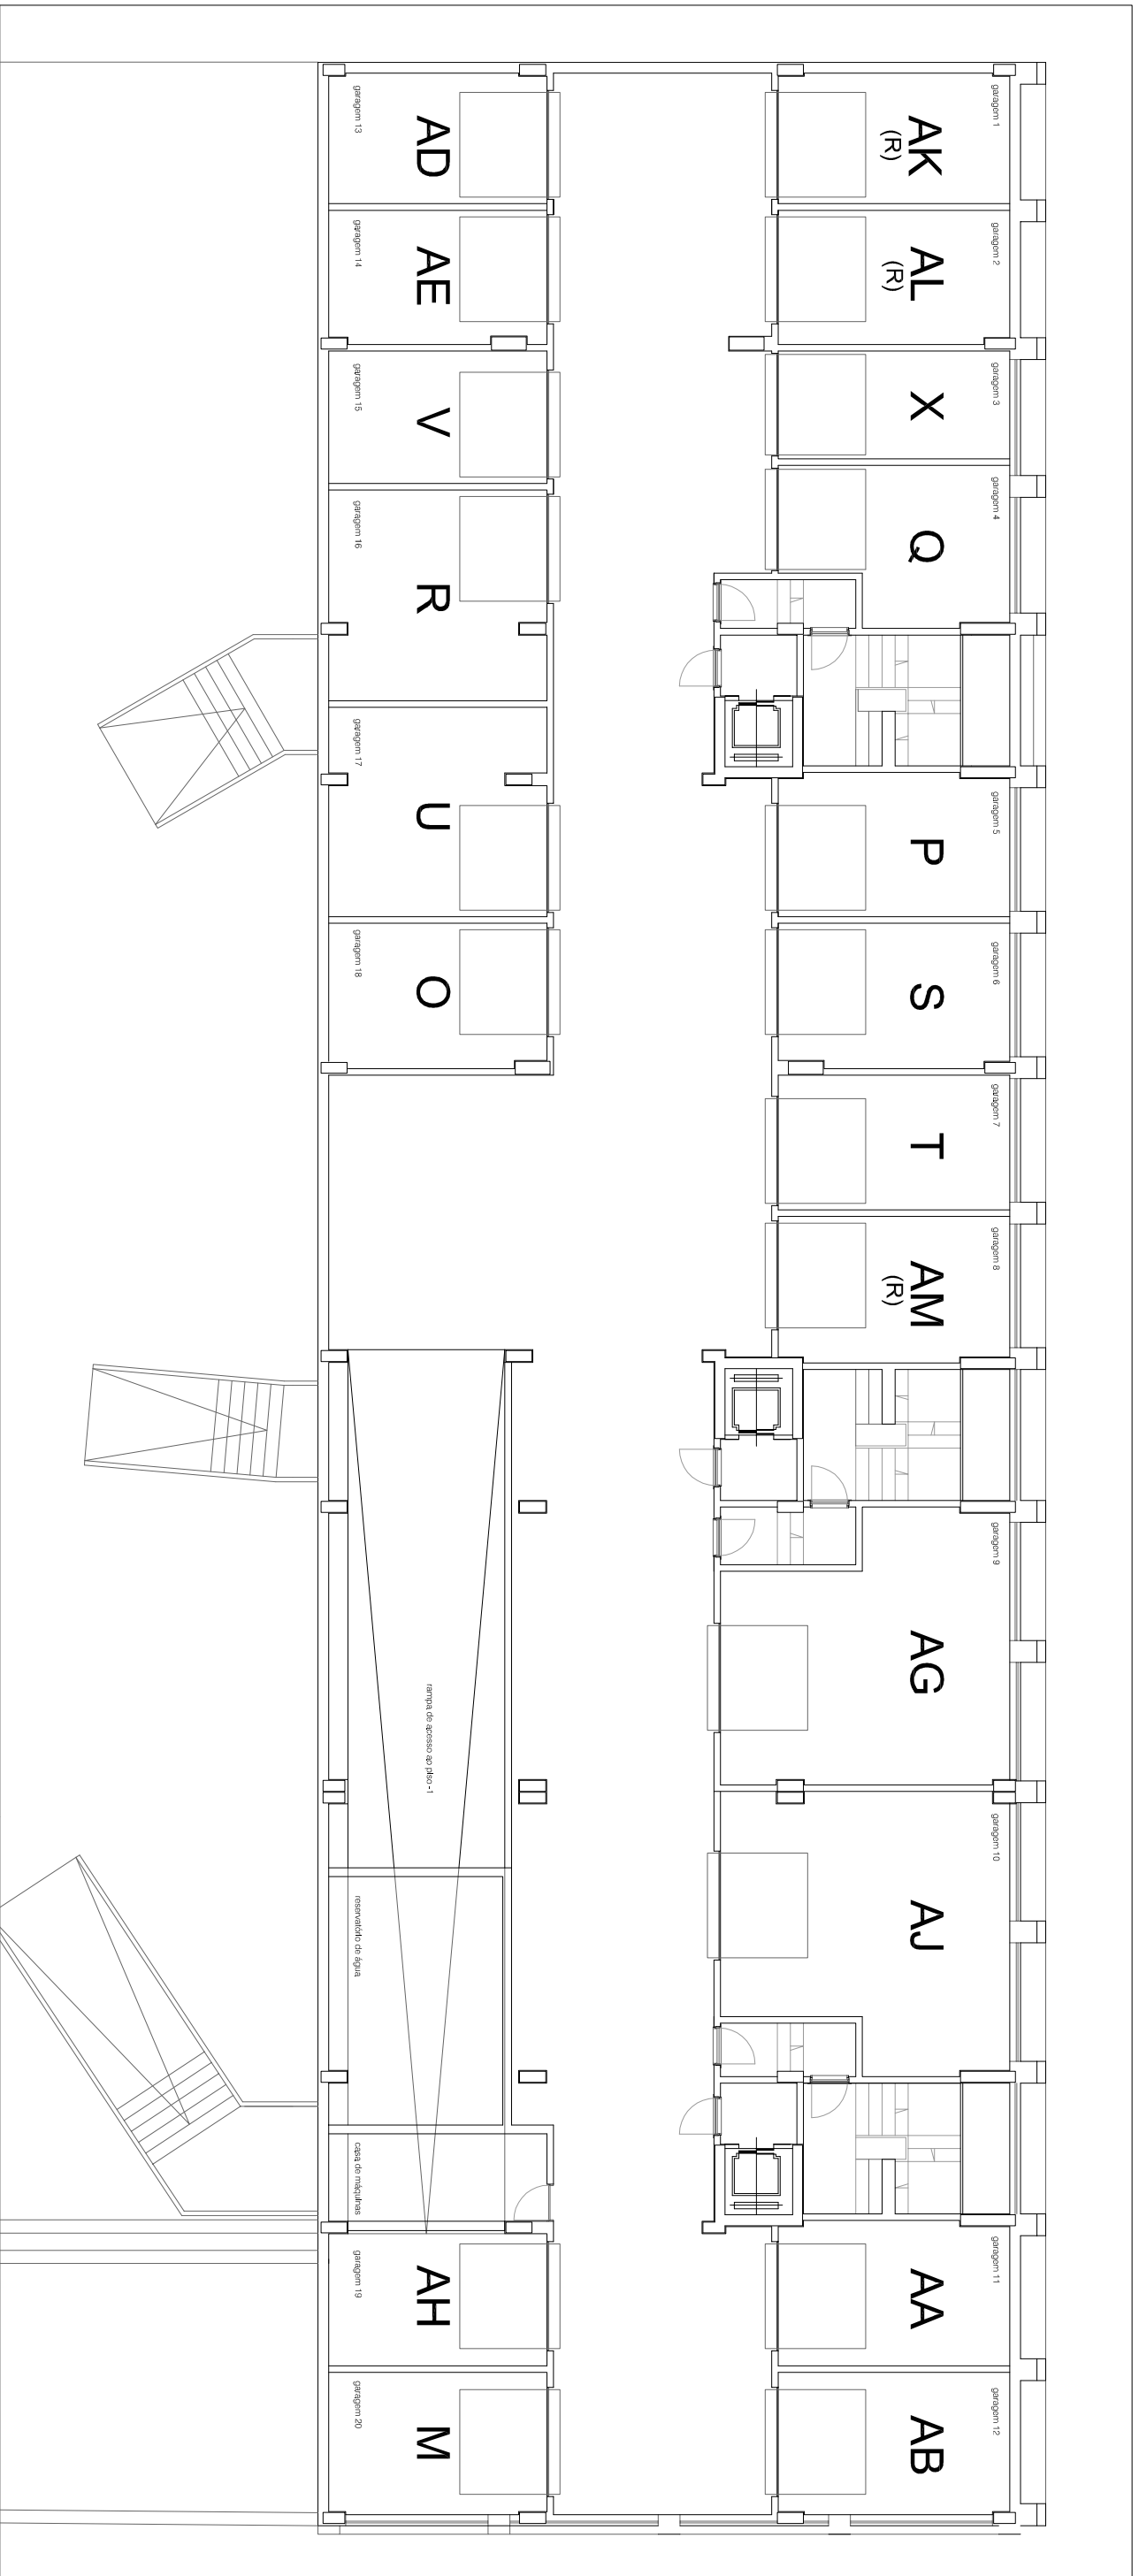 garagem 1
AK
(R)
garagem 2
AL
(R)
garagem 3
X
garagem 4
Q
garagem 5
P
garagem 6
S
garagem 7
T
garagem 8
AM
(R)
garagem 9
AG
garagem 10
AJ
garagem 11
AA
garagem 12
AB
AD
garagem 13
AE
garagem 14
V
garagem 15
R
garagem 16
U
garagem 17
O
garagem 18
rampa de acesso ao piso -1
reservatório de água
casa de máquinas
AH
garagem 19
M
garagem 20